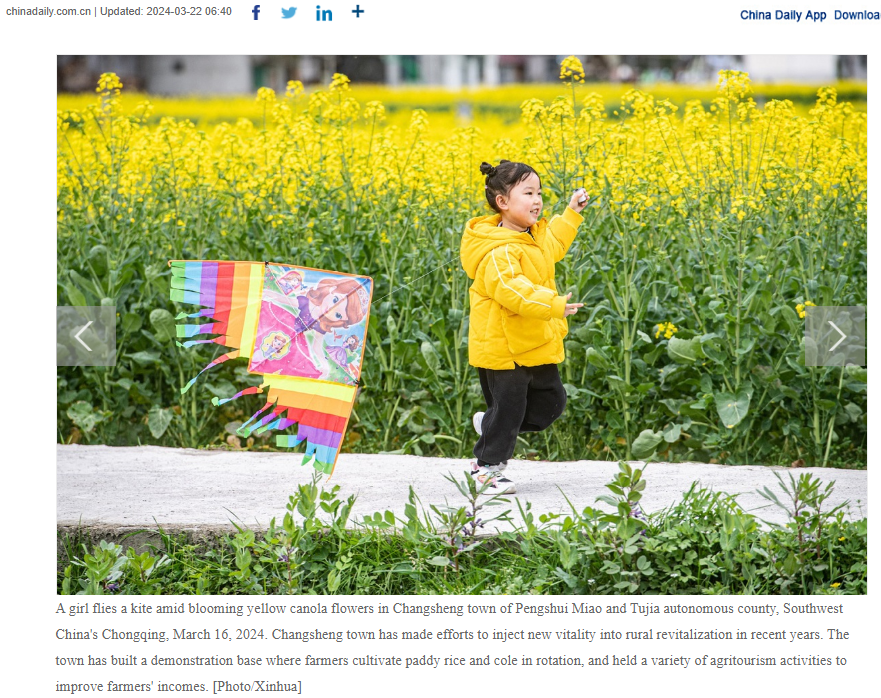 chinadaily.com.cn | Updated: 2024-03-22 06:40
China Daily App Downloa
A girl flies a kite amid blooming yellow canola flowers in Changsheng town of Pengshui Miao and Tujia autonomous county, Southwest
China's Chongqing, March 16, 2024. Changsheng town has made efforts to inject new vitality into rural revitalization in recent years. The
town has built a demonstration base where farmers cultivate paddy rice and cole in rotation, and held a variety of agritourism activities to
improve farmers' incomes. [Photo/Xinhua]